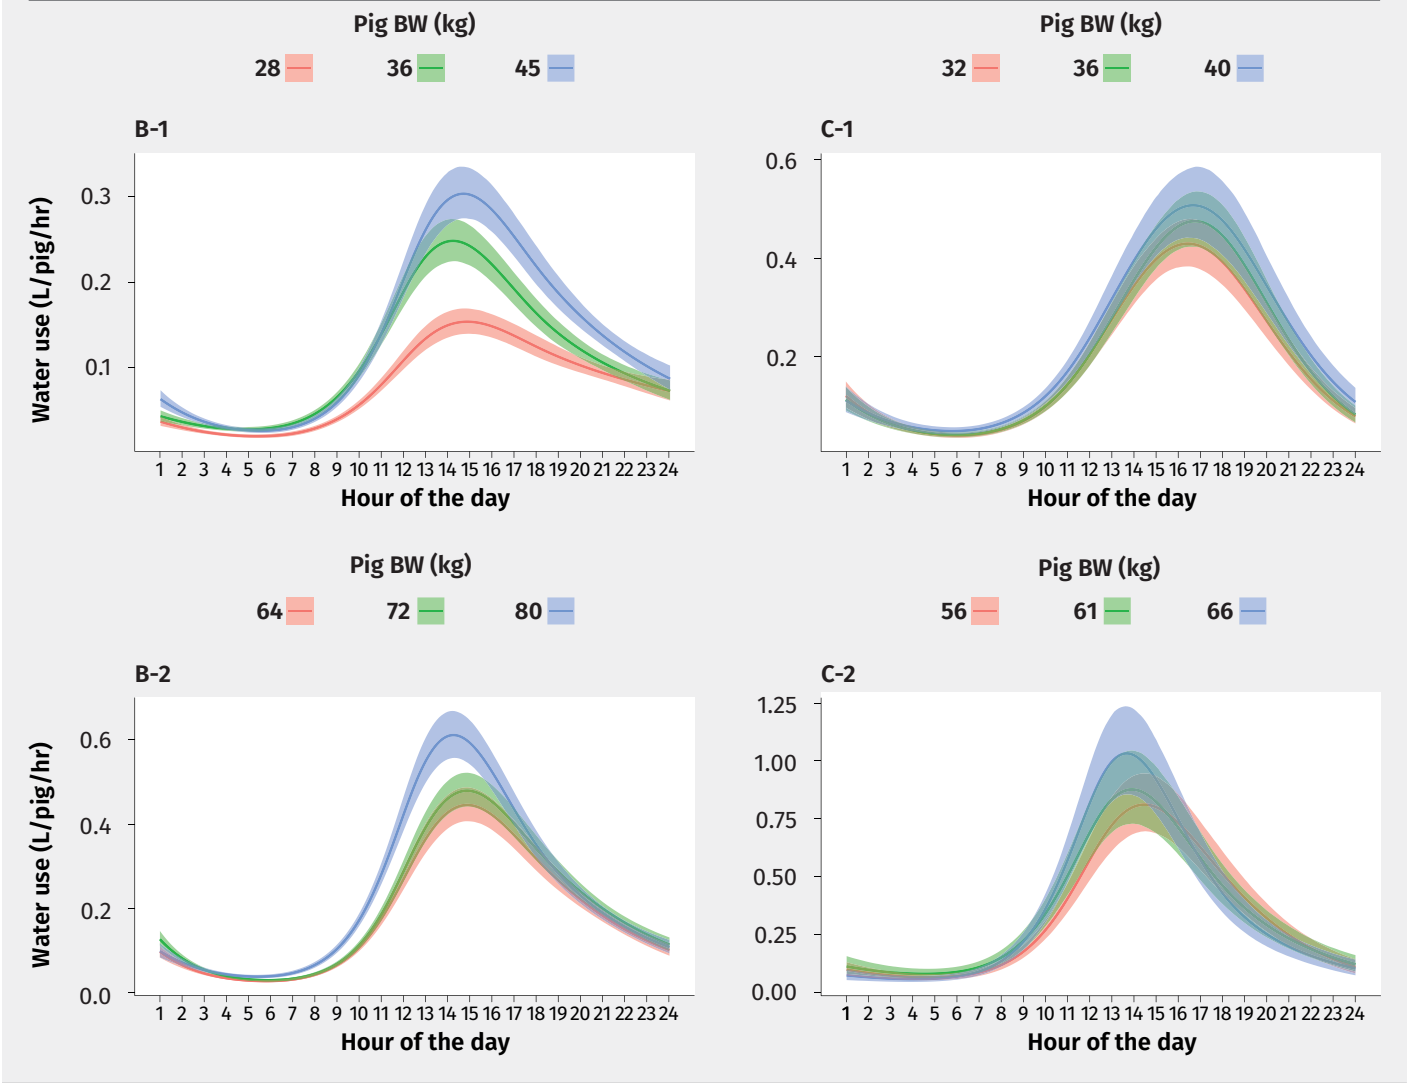 Pig BW (kg)
28 36 45
B-1
Water use (L/pig/hr)
0.3
0.2
0.1
1 2 3 4 5 6 7 8 9 10 11 12 13 14 15 16 17 18 19 20 21 22 23 24
Hour of the day
Pig BW (kg)
32 36 40
C-1
0.6
0.4
0.2
1 2 3 4 5 6 7 8 9 10 11 12 13 14 15 16 17 18 19 20 21 22 23 24
Hour of the day
Pig BW (kg)
64 72 80
B-2
Water use (L/pig/hr)
0.6
0.4
0.2
0.0
1 2 3 4 5 6 7 8 9 10 11 12 13 14 15 16 17 18 19 20 21 22 23 24
Hour of the day
Pig BW (kg)
56 61 66
C-2
1.25
1.00
0.75
0.50
0.25
0.00
1 2 3 4 5 6 7 8 9 10 11 12 13 14 15 16 17 18 19 20 21 22 23 24
Hour of the day